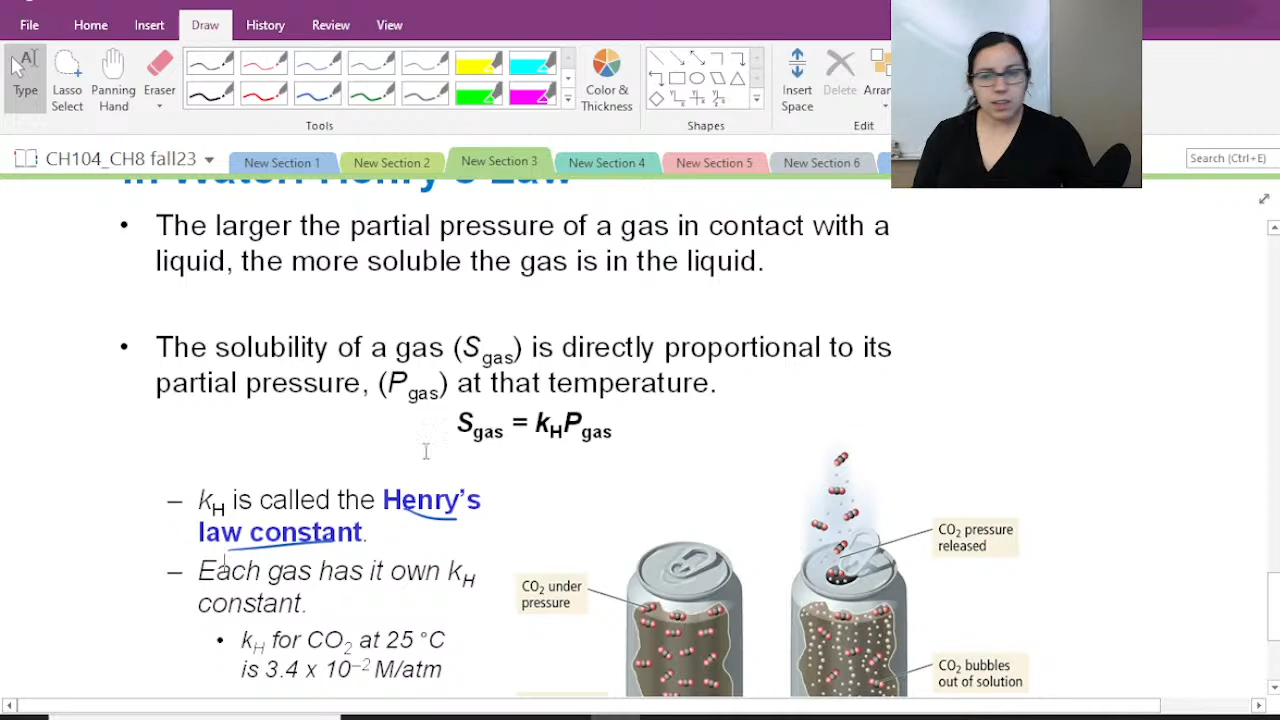 File Home Insert Draw History Review View
Type
Lasso Select
Panning Hand
Eraser
Color & Thickness
Insert Space
Delete
Tools
Shapes
Edit
CH104_CH8 fall23
New Section 1
New Section 2
New Section 3
New Section 4
New Section 5
New Section 6
Search (Ctrl+E)
in Water: Henry's Law
• The larger the partial pressure of a gas in contact with a
liquid, the more soluble the gas is in the liquid.
• The solubility of a gas (Sgas) is directly proportional to its
partial pressure, (Pgas) at that temperature.
Sgas = kHPgas
– kH is called the Henry's
law constant.
– Each gas has it own kH
constant.
• kH for CO2 at 25 °C
is 3.4 x 10–2 M/atm
CO2 under
pressure
CO2 pressure
released
CO2 bubbles
out of solution